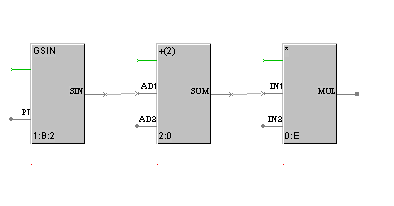 GSIN
+(2)
*
SIN
AD1
SUM
IN1
MUL
PI
AD2
IN2
1:B:2
2:0
0:E